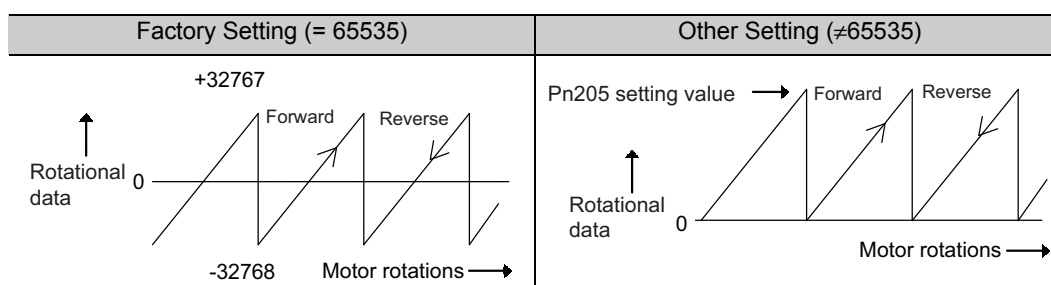 Factory Setting (= 65535)
Other Setting (≠65535)
+32767
Forward
Reverse
Rotational
data
0
-32768
Motor rotations
Pn205 setting value
Forward
Reverse
Rotational
data
0
Motor rotations